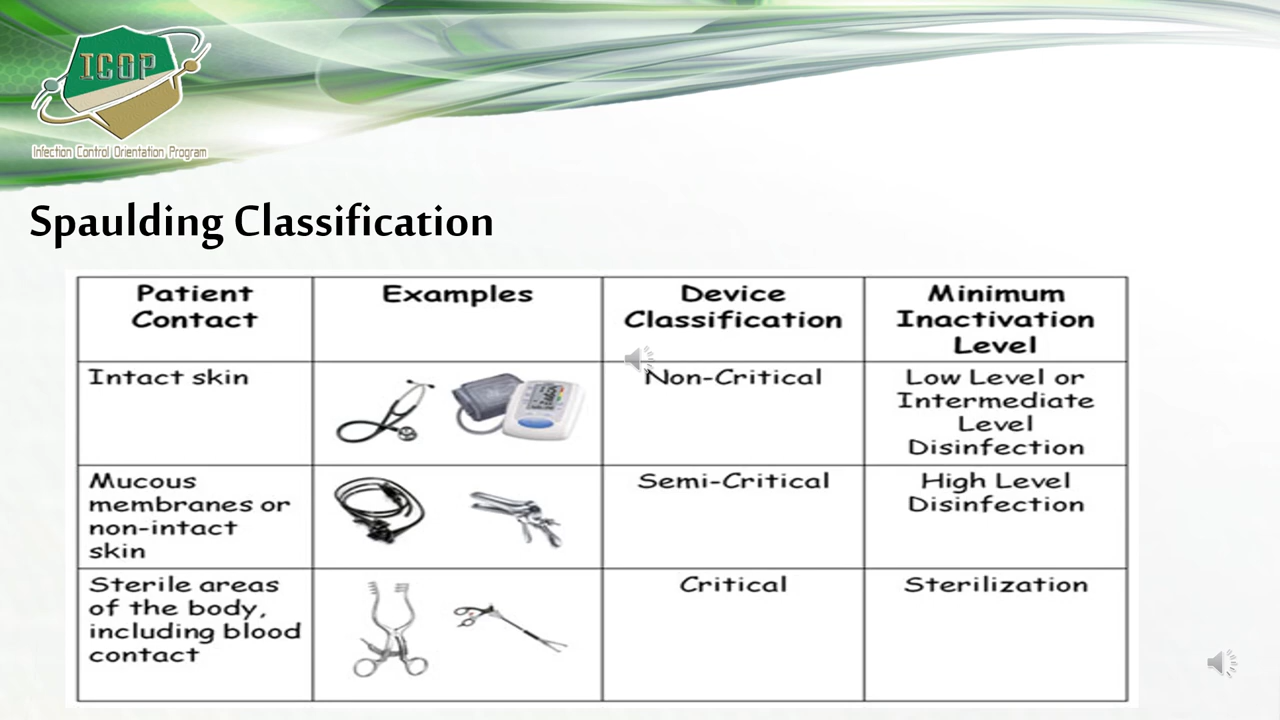 ICOP
Infection Control Orientation Program
Spaulding Classification
Patient
Contact
Examples
Device
Classification
Minimum
Inactivation
Level
Intact skin
Non-Critical
Low Level or
Intermediate
Level
Disinfection
Mucous
membranes or
non-intact
skin
Semi-Critical
High Level
Disinfection
Sterile areas
of the body,
including blood
contact
Critical
Sterilization